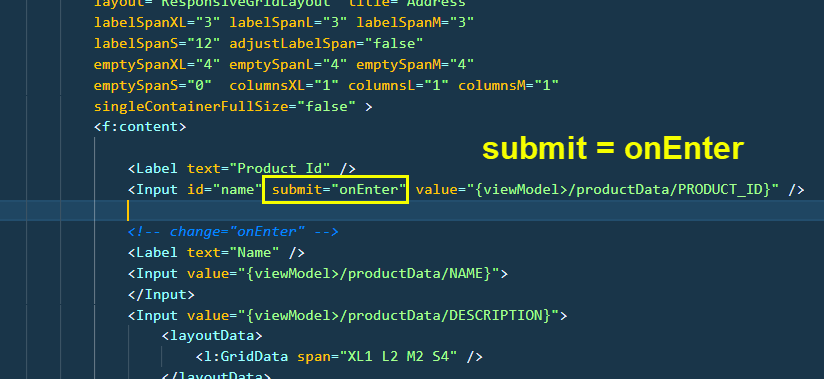 layout="ResponsiveGridLayout" title="Address"
labelSpanXL="3" labelSpanL="3" labelSpanM="3"
labelSpanS="12" adjustLabelSpan="false"
emptySpanXL="4" emptySpanL="4" emptySpanM="4"
emptySpanS="0"  columnsXL="1" columnsL="1" columnsM="1"
singleContainerFullSize="false" >
<f:content>
submit = onEnter
<Label text="Product Id" />
<Input id="name" submit="onEnter" value="{viewModel>/productData/PRODUCT_ID}" />
<!-- change="onEnter" -->
<Label text="Name" />
<Input value="{viewModel>/productData/NAME}">
</Input>
<Input value="{viewModel>/productData/DESCRIPTION}">
<layoutData>
<l:GridData span="XL1 L2 M2 S4" />
</layoutData>